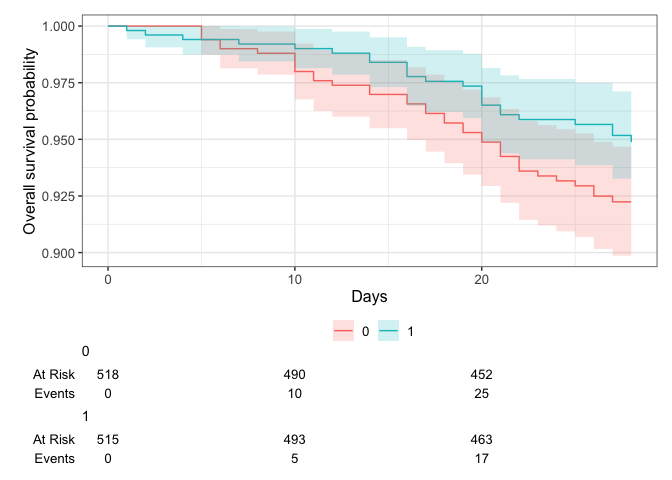 Overall survival probability
1.000
0.975
0.950
0.925
0.900
0 10 20
Days
0 1
0
At Risk 518 490 452
Events 0 10 25
1
At Risk 515 493 463
Events 0 5 17